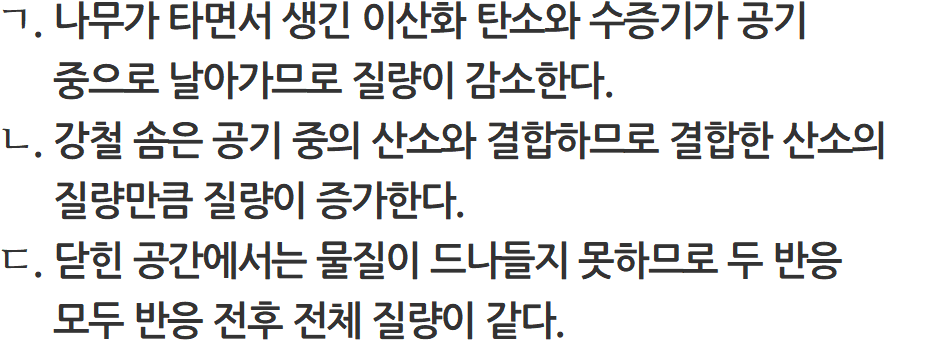 ㄱ. 나무가 타면서 생긴 이산화 탄소와 수증기가 공기
중으로 날아가므로 질량이 감소한다.
ㄴ. 강철 솜은 공기 중의 산소와 결합하므로 결합한 산소의
질량만큼 질량이 증가한다.
ㄷ. 닫힌 공간에서는 물질이 드나들지 못하므로 두 반응
모두 반응 전후 전체 질량이 같다.